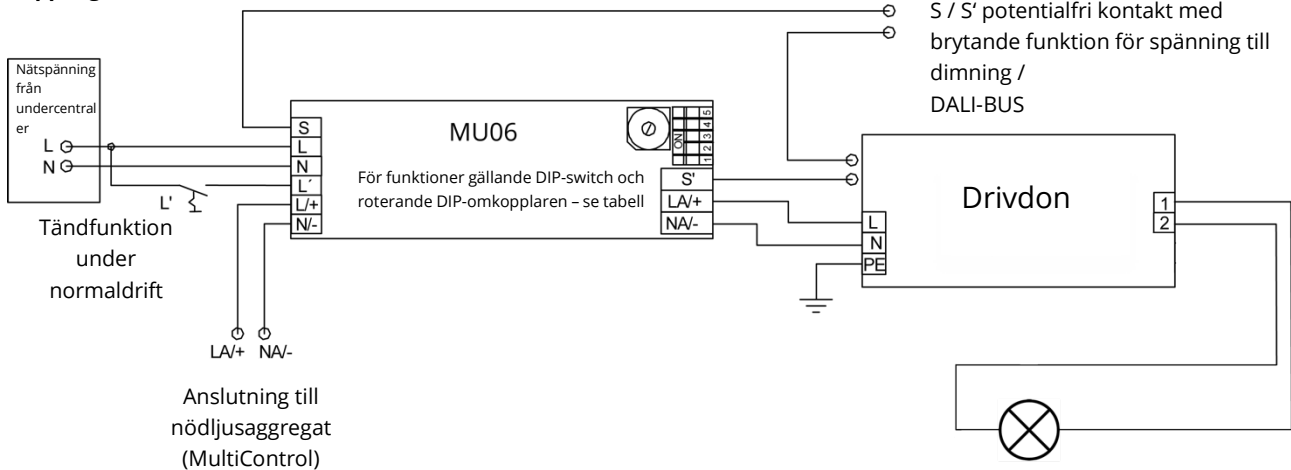 S / S‘ potentialfri kontakt med
brytande funktion för spänning till
dimning /
DALI-BUS
Nätspänning
från
undercentral
er
L
N
L'
Tändfunktion
under
normaldrift
S
L
N
L´
L/+
N/-
MU06
För funktioner gällande DIP-switch och
roterande DIP-omkopplaren – se tabell
ON
1 2 3 4 5
S'
LA/+
NA/-
Drivdon
L
N
PE
1
2
LA/+ NA/-
Anslutning till
nödljusaggregat
(MultiControl)